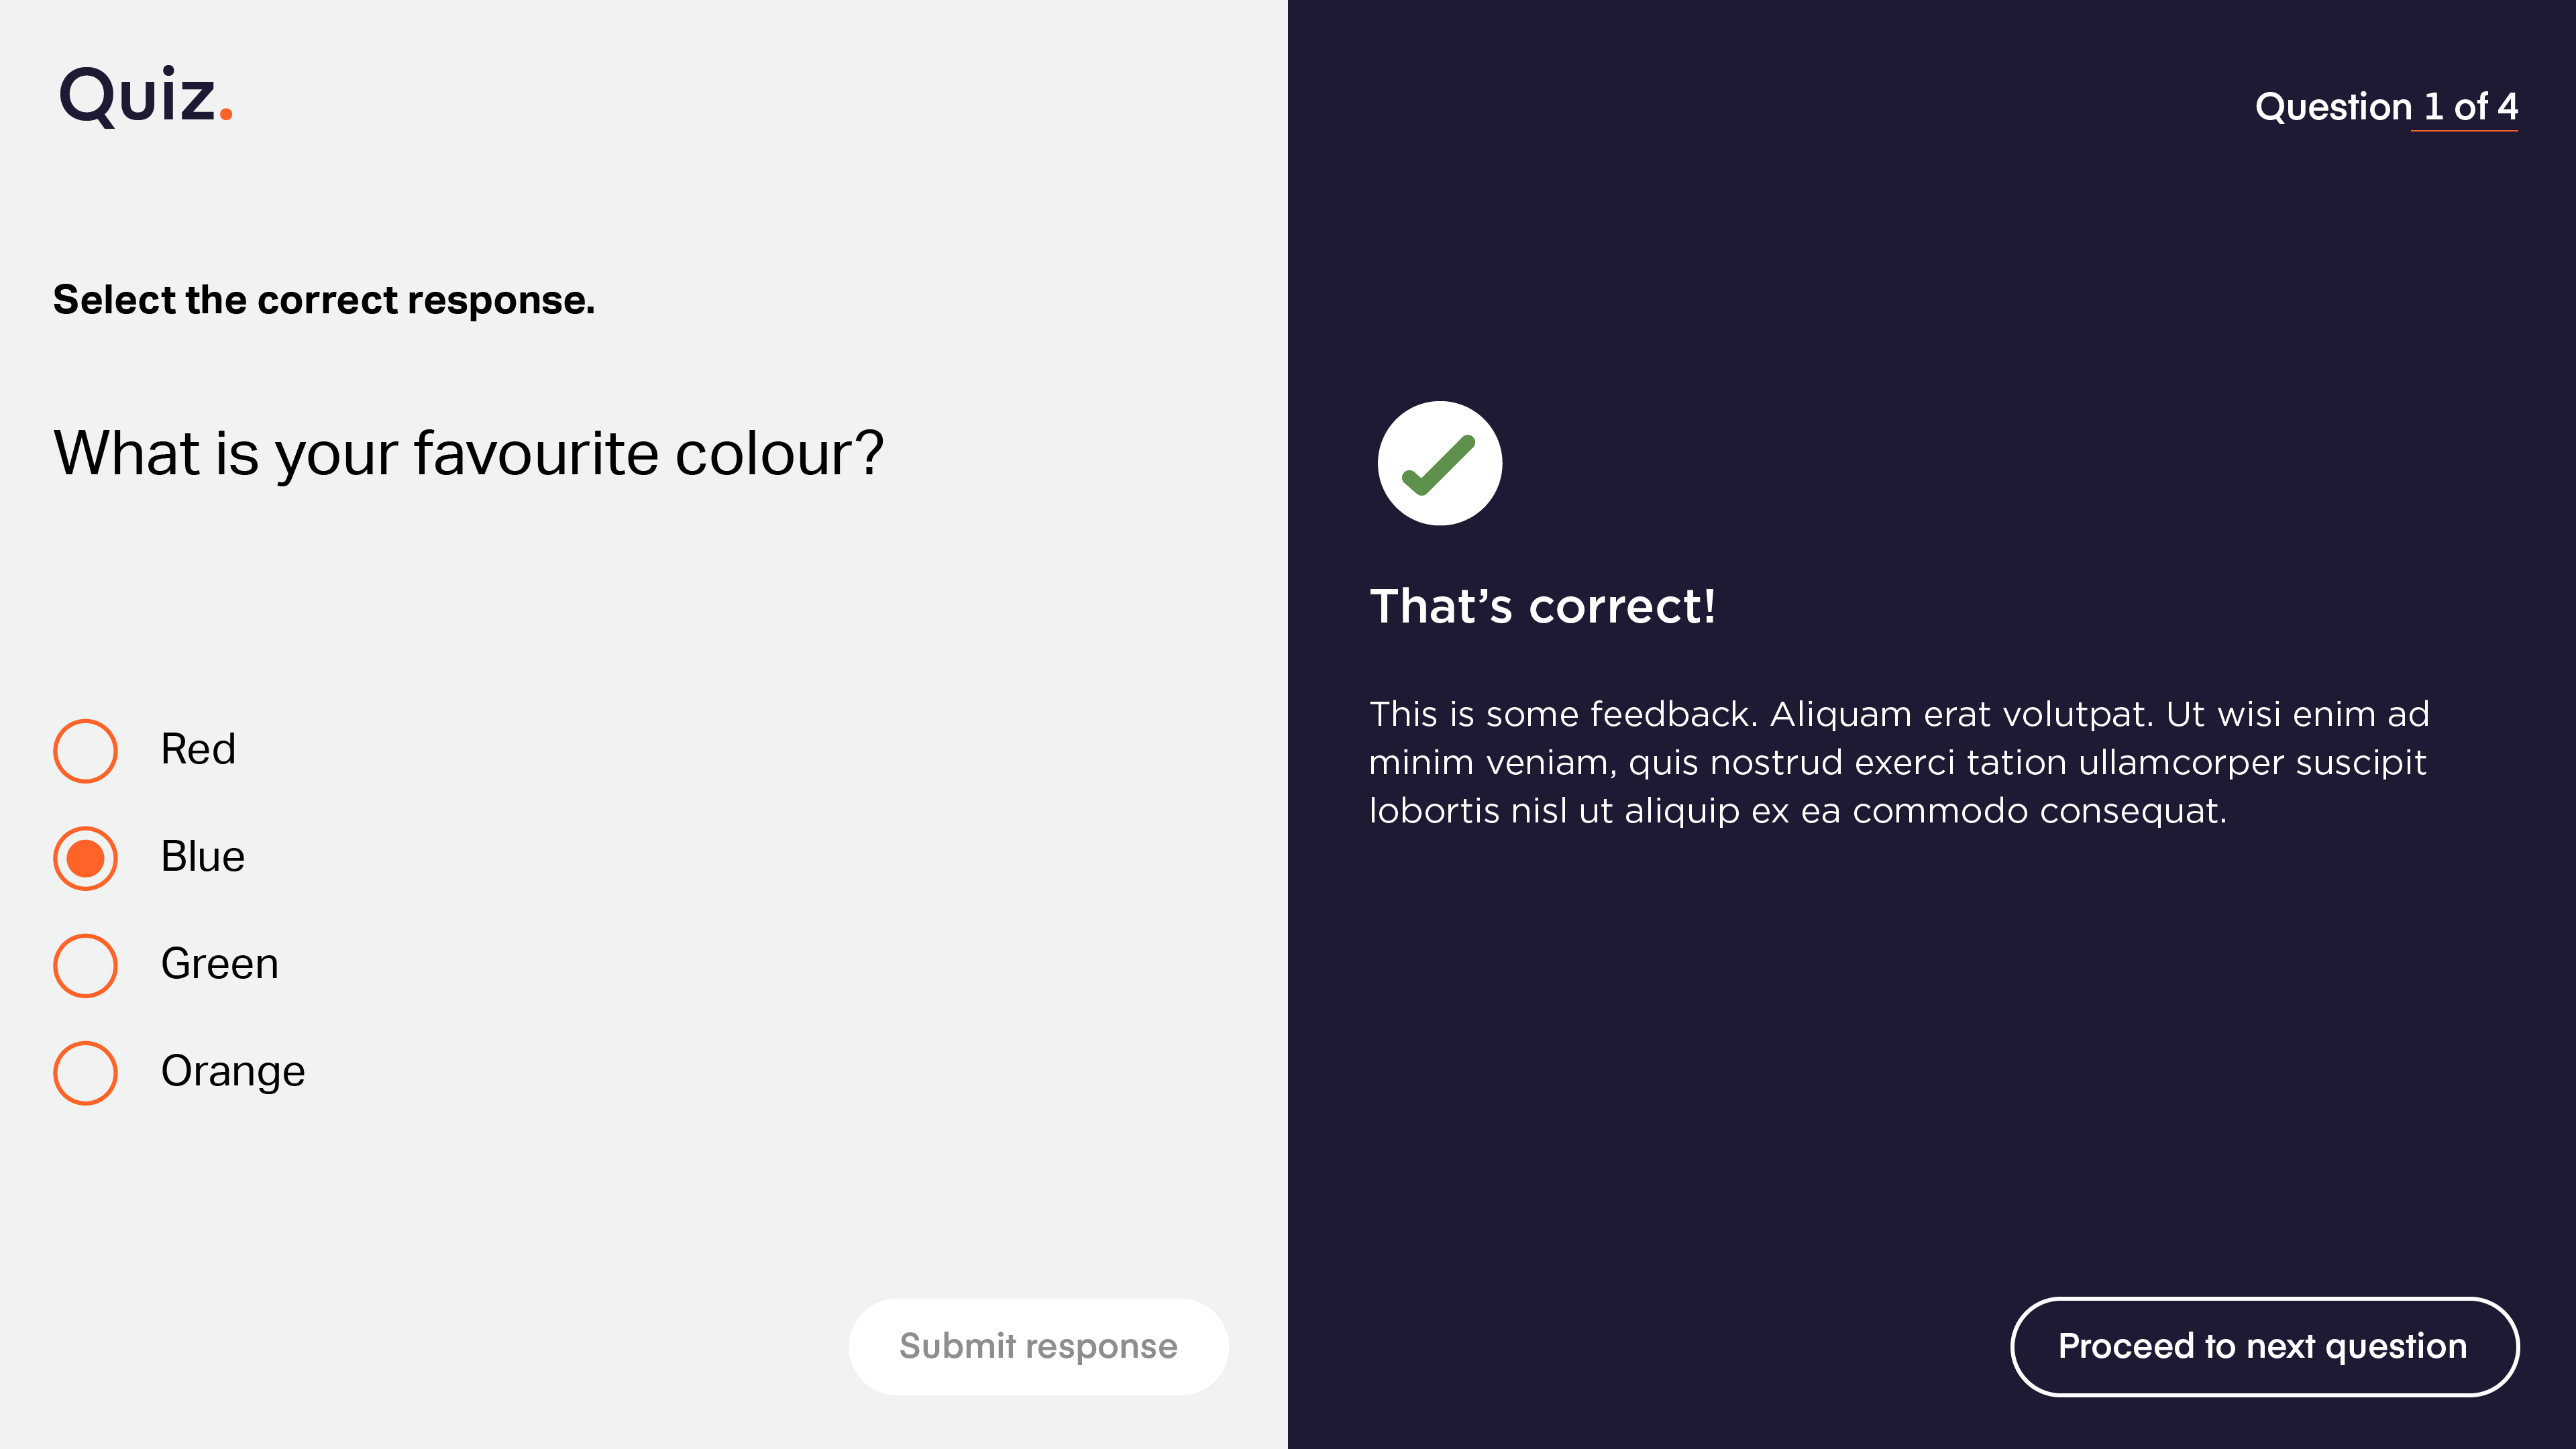 Quiz.
Select the correct response.
What is your favourite colour?
Red
Blue
Green
Orange
Submit response
Question 1 of 4
That’s correct!
This is some feedback. Aliquam erat volutpat. Ut wisi enim ad
minim veniam, quis nostrud exerci tation ullamcorper suscipit
lobortis nisl ut aliquip ex ea commodo consequat.
Proceed to next question